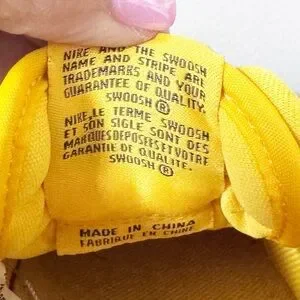 NIKE AND THE SWOOSH
NAME AND STRIPE ARE
TRADEMARKS AND YOUR
GUARANTEE OF QUALITY.
SWOOSH®
NIKE, LE TERME SWOOSH
ET SON SIGLE SONT DES
MARQUES DEPOSEES ET VOTRE
GARANTIE DE QUALITE.
SWOOSH®
MADE IN CHINA
FABRIQUE EN CHINE